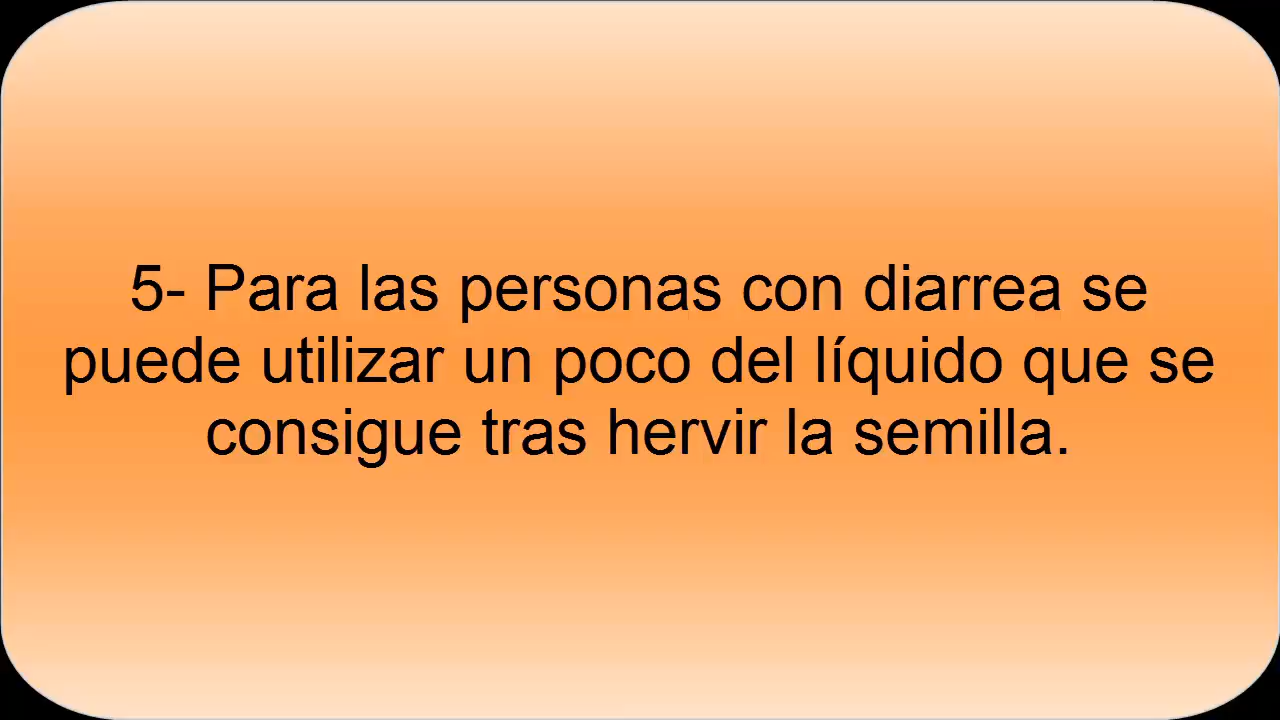 5- Para las personas con diarrea se
puede utilizar un poco del líquido que se
consigue tras hervir la semilla.